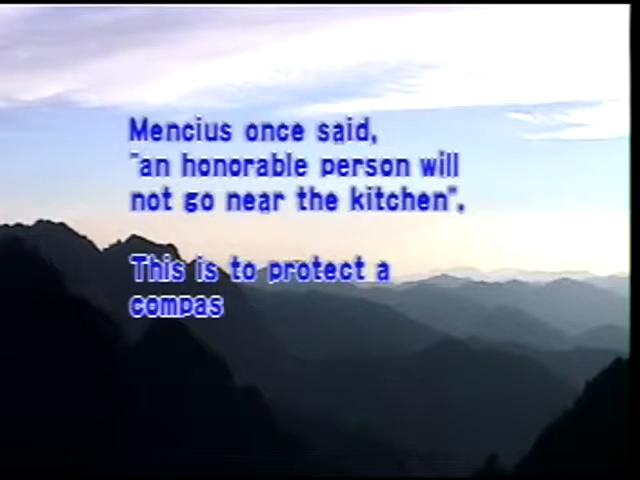 Mencius once said,
"an honorable person will
not go near the kitchen".
This is to protect a
compas